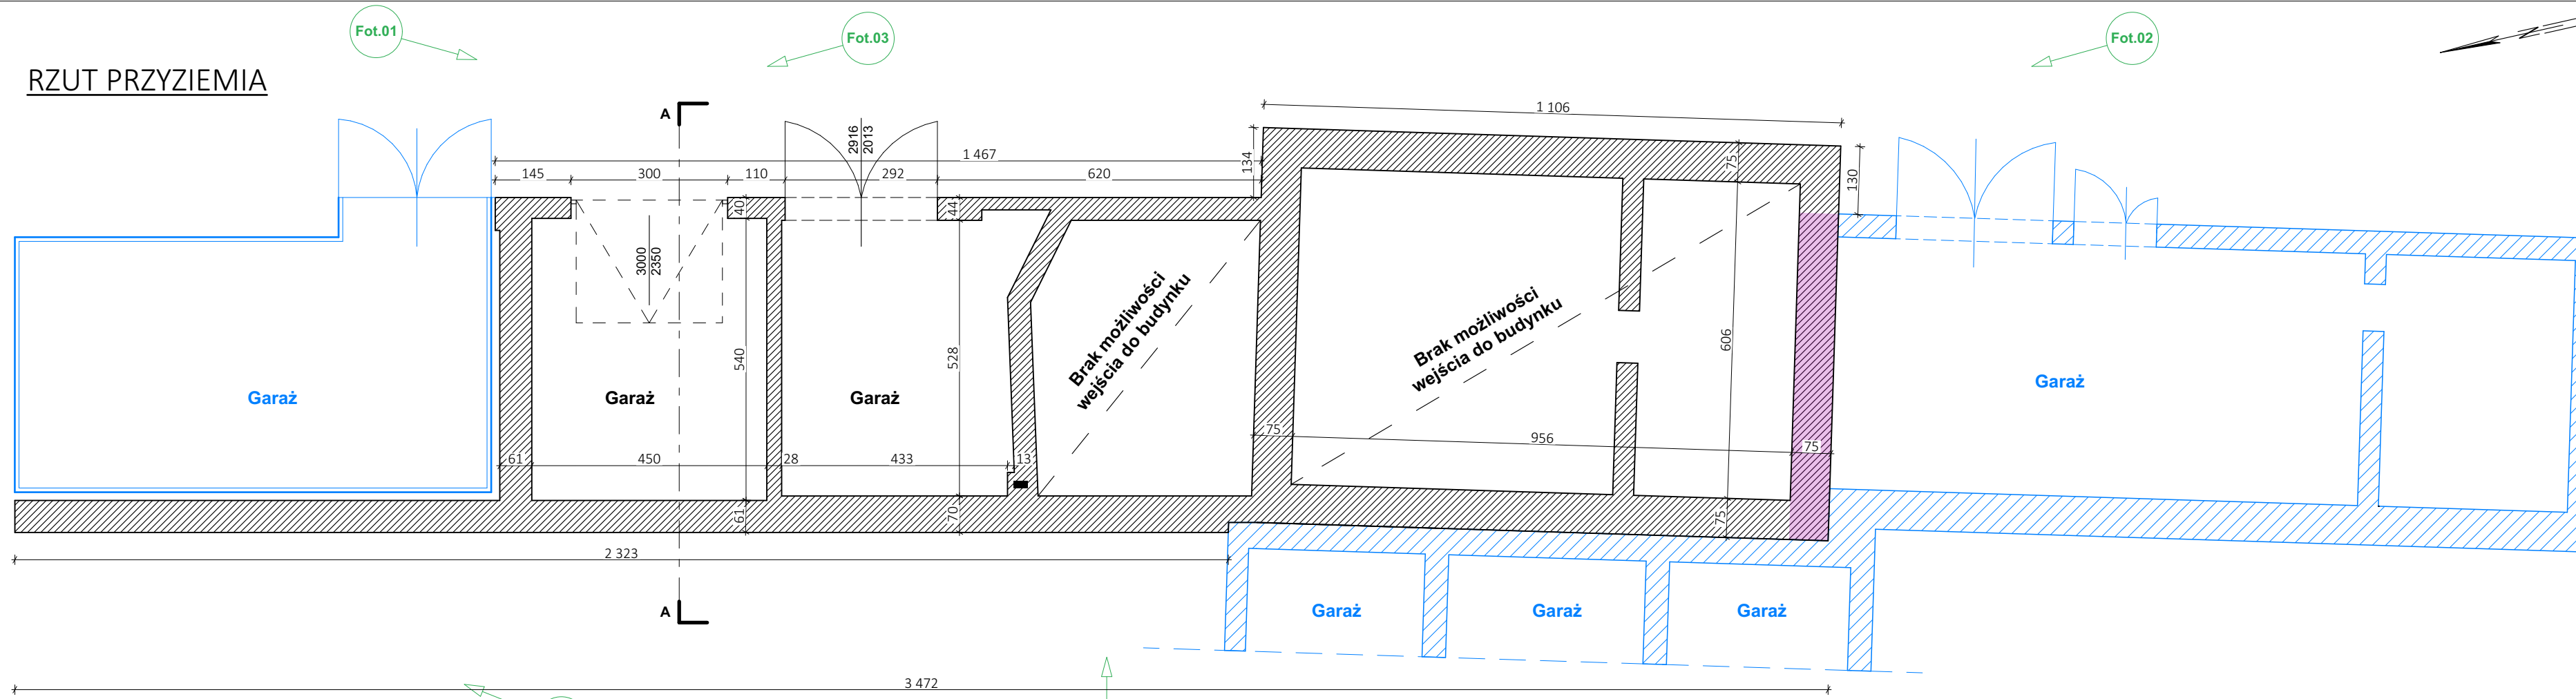 Fot.01
Fot.03
Fot.02
RZUT PRZYZIEMIA
A
1 106
2916
2013
1 467
134
75
130
145
300
110
292
620
40
44
3000
2350
540
528
606
Brak możliwości
wejścia do budynku
Brak możliwości
wejścia do budynku
Garaż
Garaż
Garaż
Garaż
61
450
28
433
13
75
956
75
61
70
75
2 323
A
Garaż
Garaż
Garaż
3 472